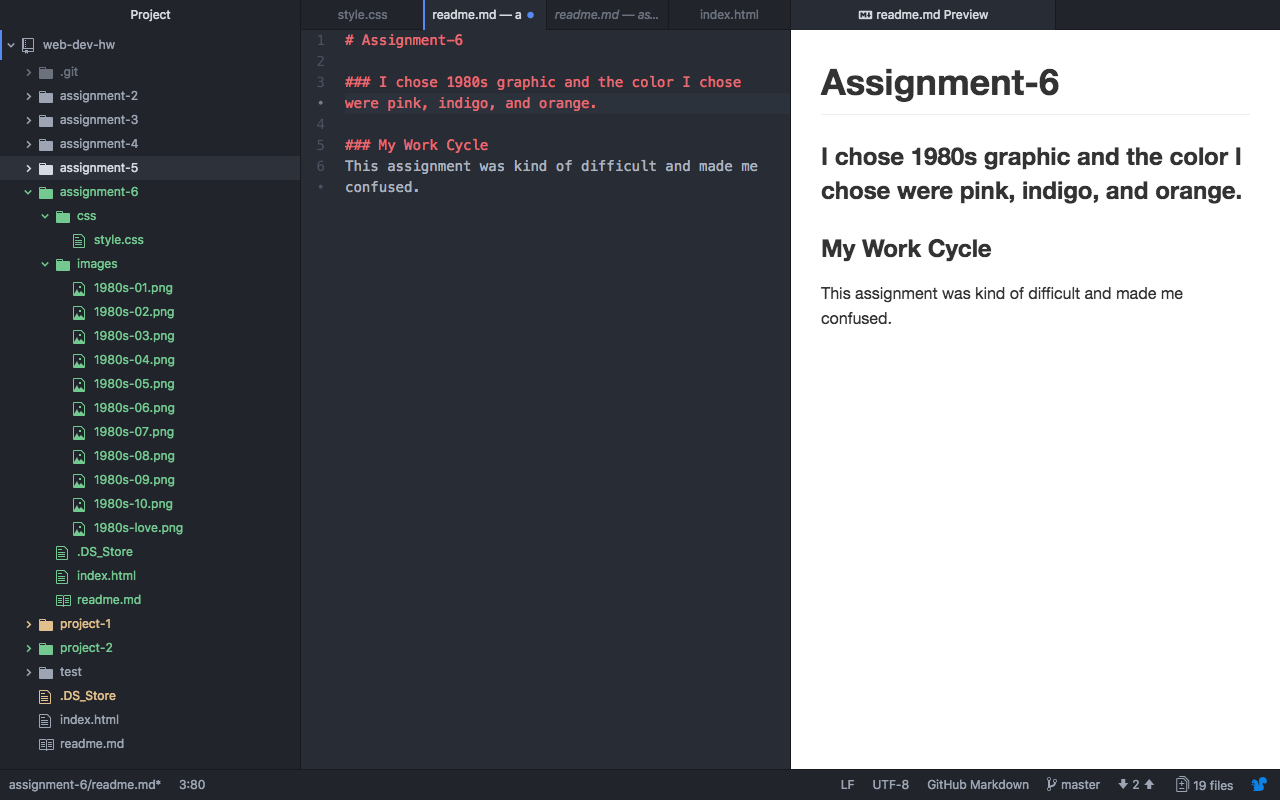 Project
web-dev-hw
.git
assignment-2
assignment-3
assignment-4
assignment-5
assignment-6
css
style.css
images
1980s-01.png
1980s-02.png
1980s-03.png
1980s-04.png
1980s-05.png
1980s-06.png
1980s-07.png
1980s-08.png
1980s-09.png
1980s-10.png
1980s-love.png
.DS_Store
index.html
readme.md
project-1
project-2
test
.DS_Store
index.html
readme.md
style.css
readme.md — a
readme.md — as...
index.html
1 # Assignment-6
2
3 ### I chose 1980s graphic and the color I chose
• were pink, indigo, and orange.
4
5 ### My Work Cycle
6 This assignment was kind of difficult and made me
• confused.
readme.md Preview
Assignment-6
I chose 1980s graphic and the color I
chose were pink, indigo, and orange.
My Work Cycle
This assignment was kind of difficult and made me
confused.
assignment-6/readme.md* 3:80
LF UTF-8 GitHub Markdown master 2 19 files